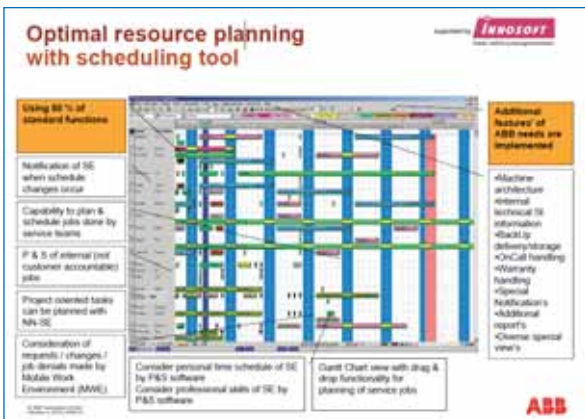 Optimal resource planning
with scheduling tool
supported by
INNOSOFT
Using 80 % of
standard functions
Notification of SE
when schedule
changes occur
Capability to plan &
schedule jobs done by
service teams
P & S of internal (not
customer accountable)
jobs
Project oriented tasks
can be planned with
NN-SE
Consideration of
requests / changes /
job denials made by
Mobile Work
Environment (MWE)
Consider personal time schedule of SE
by P&S software
Consider professional skills of SE by
P&S software
Gantt Chart view with drag &
drop functionality for
planning of service jobs
Additional
features' of
ABB needs are
implemented
•Machine
architecture
•Internal
technical SI
information
•BackUp
delivery/storage
•OnCall handling
•Warranty
handling
•Special
Notification's
•Additional
report's
•Diverse special
view's
ABB